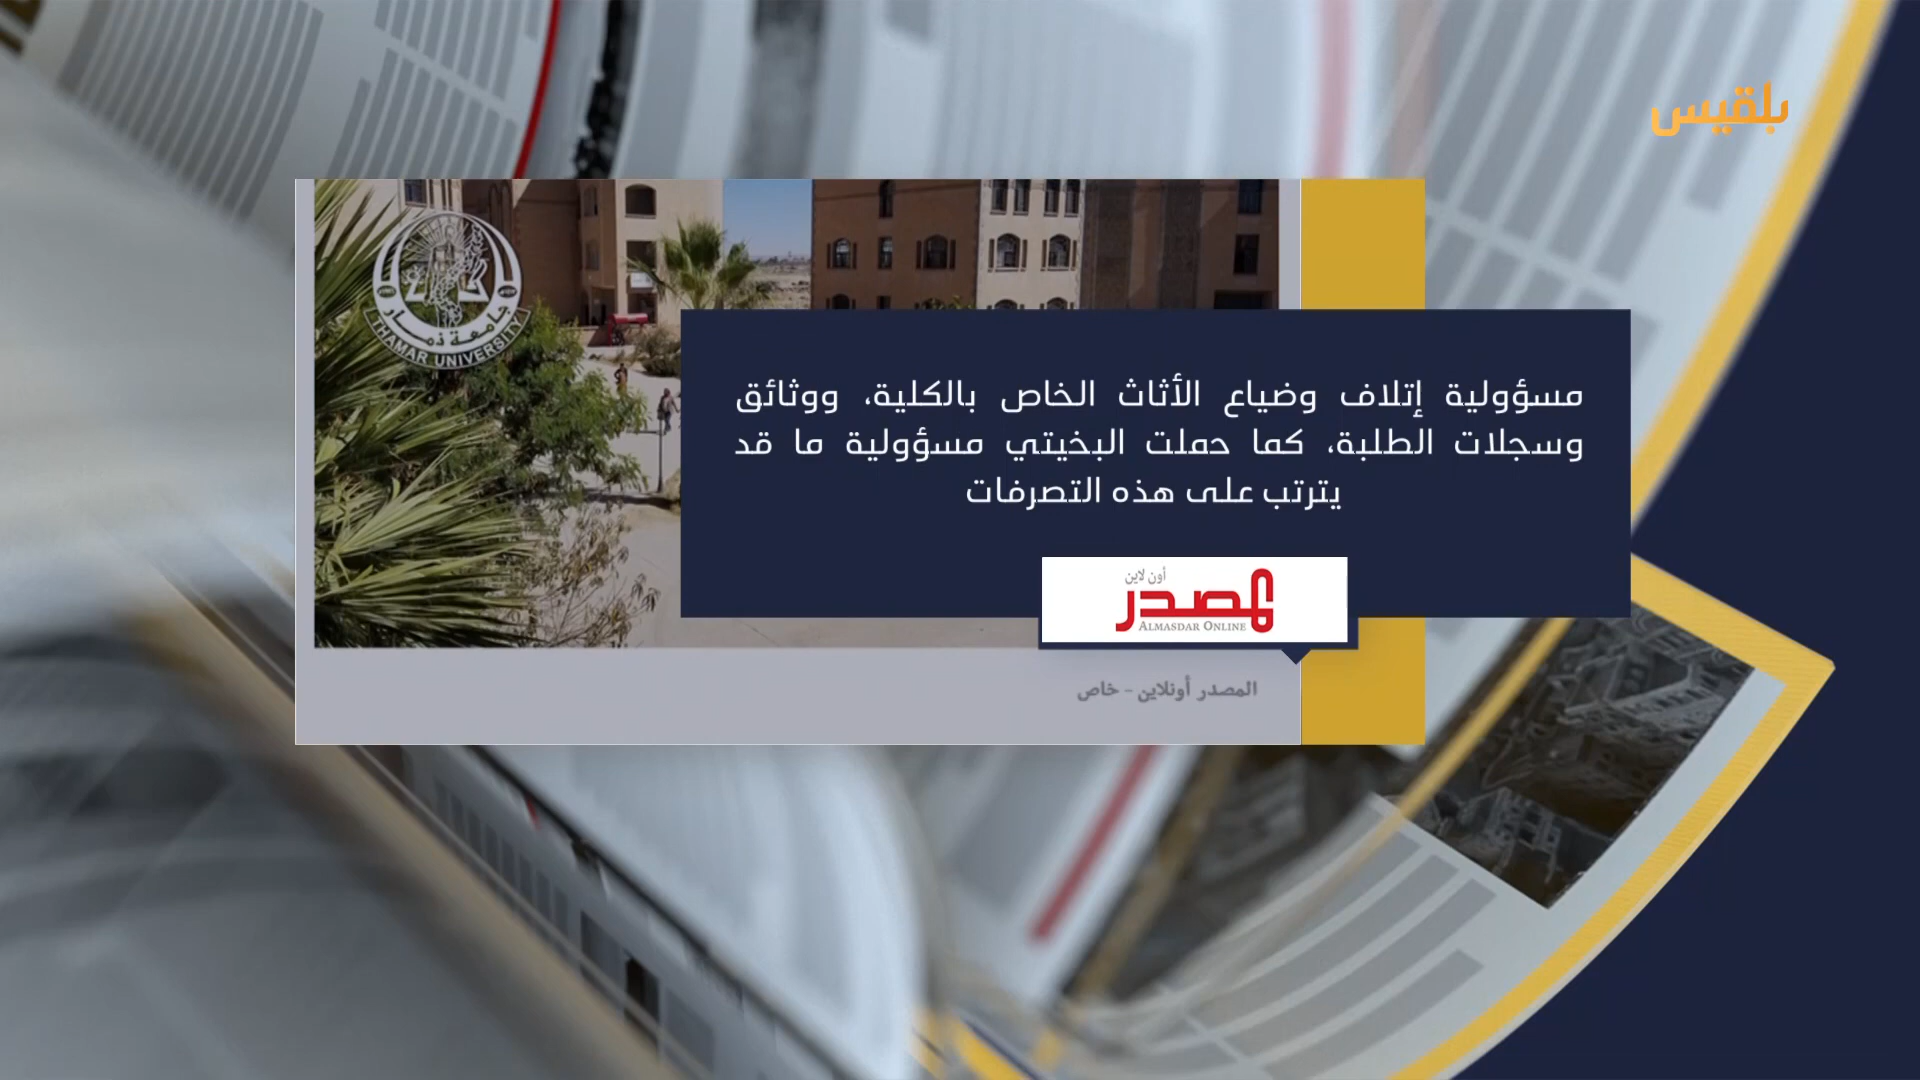 بلقيس
جامعة ذمار
THAMAR UNIVERSITY
مسؤولية إتلاف وضياع الأثاث الخاص بالكلية، ووثائق
وسجلات الطلبة، كما حملت البخيتي مسؤولية ما قد
يترتب على هذه التصرفات
أون لاين
المصدر
ALMASDAR ONLINE
المصدر أونلاين - خاص